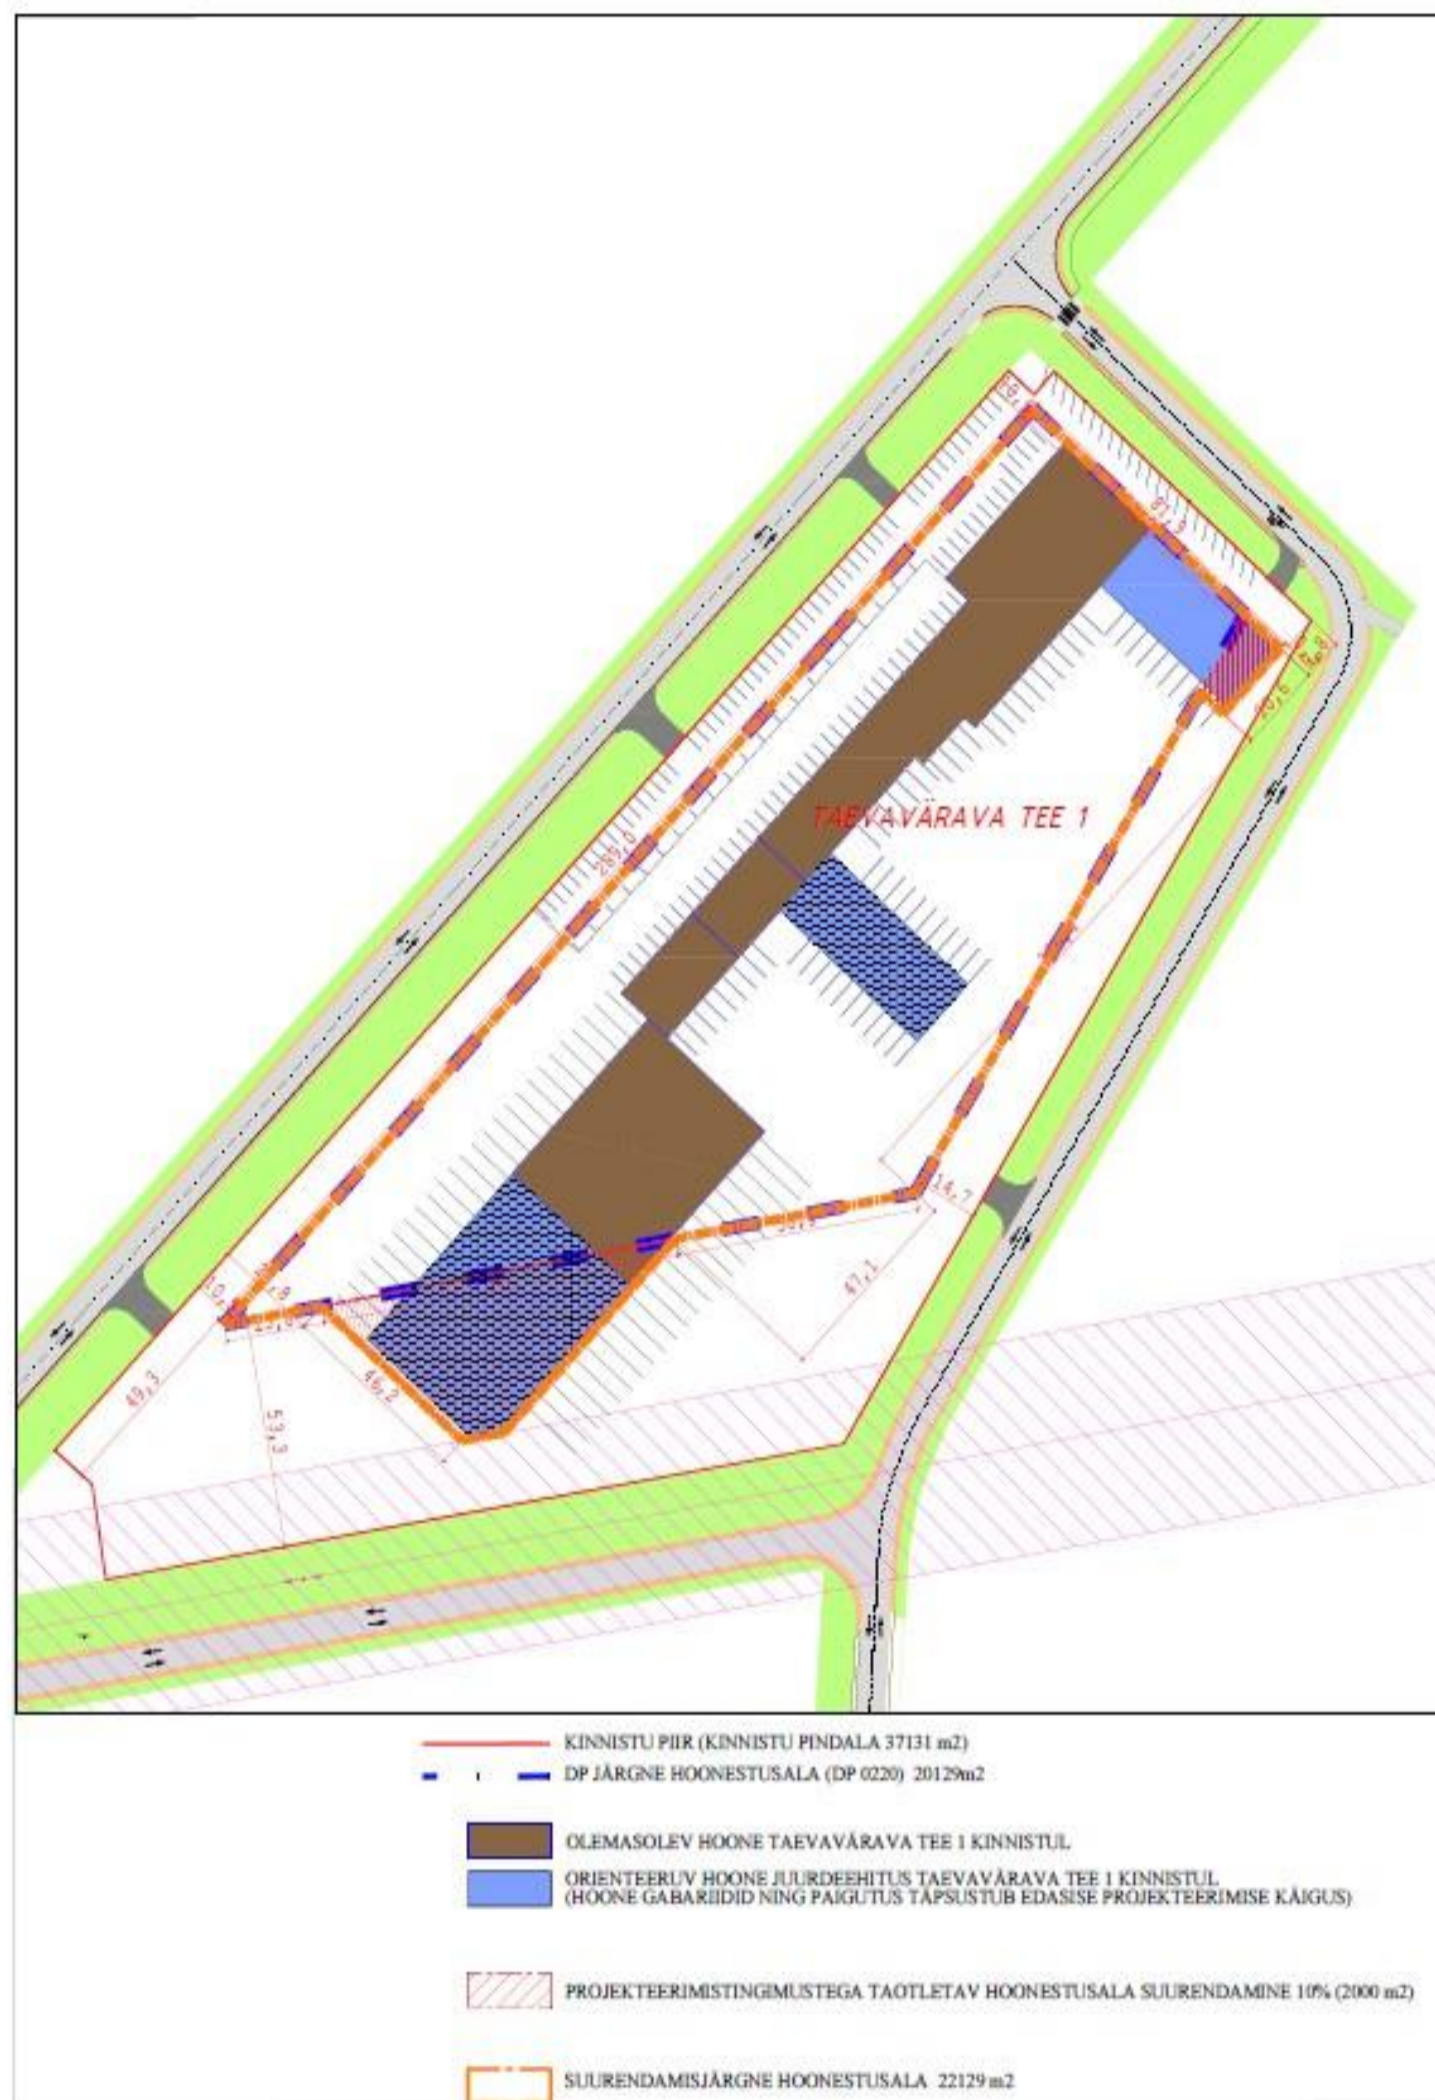 87,9
20,6
289,0
TAEVAVÄRAVA TEE 1
14,7
47,1
49,3
46,2
53,3
KINNISTU PIIR (KINNISTU PINDALA 37131 m2)
DP JÄRGNE HOONESTUSALA (DP 0220) 20129m2
OLEMASOLEV HOONE TAEVAVÄRAVA TEE 1 KINNISTUL
ORIENTEERUV HOONE JUURDEEHITUS TAEVAVÄRAVA TEE 1 KINNISTUL
(HOONE GABARIIDID NING PAIGUTUS TÄPSUSTUB EDASISE PROJEKTEERIMISE KÄIGUS)
PROJEKTEERIMISTINGIMUSTEGA TAOTLETAV HOONESTUSALA SUURENDAMINE 10% (2000 m2)
SUURENDAMISJÄRGNE HOONESTUSALA 22129 m2